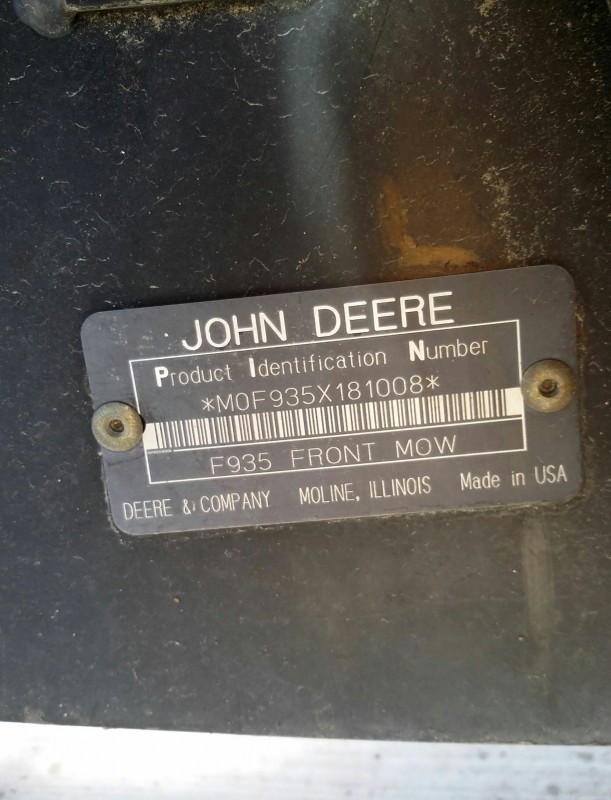 JOHN DEERE
Product Identification Number
*M0F935X181008*
F935 FRONT MOW
DEERE & COMPANY MOLINE, ILLINOIS Made in USA